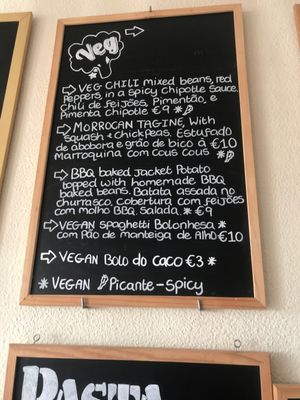 Veg
→ VEG CHILI mixed beans, red
Peppers, in a spicy chipotle sauce.
Chili de feijões, Pimentão, e
Pimenta chipotle €9 *
→ MORROCAN TAGINE, With
squash + chickpeas. Estufado
de abobora e grão de bico à €10
Marroquina com Cous Cous *
→ BBQ baked Jacket Potato
topped with homemade BBQ
baked beans. Batata assada no
churrasco, cobertura com feijões
com molho BBQ. Salada. * €9
→ VEGAN spaghetti Bolonhesa *
com Pão de manteiga de Alho €10
→ VEGAN Bolo do caco €3 *
* VEGAN Picante-Spicy
PASTA